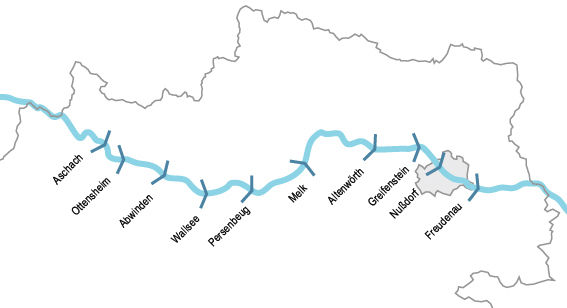 Aschach
Ottensheim
Abwinden
Wallsee
Persenbeug
Melk
Altenwörth
Greifenstein
Nußdorf
Freudenau